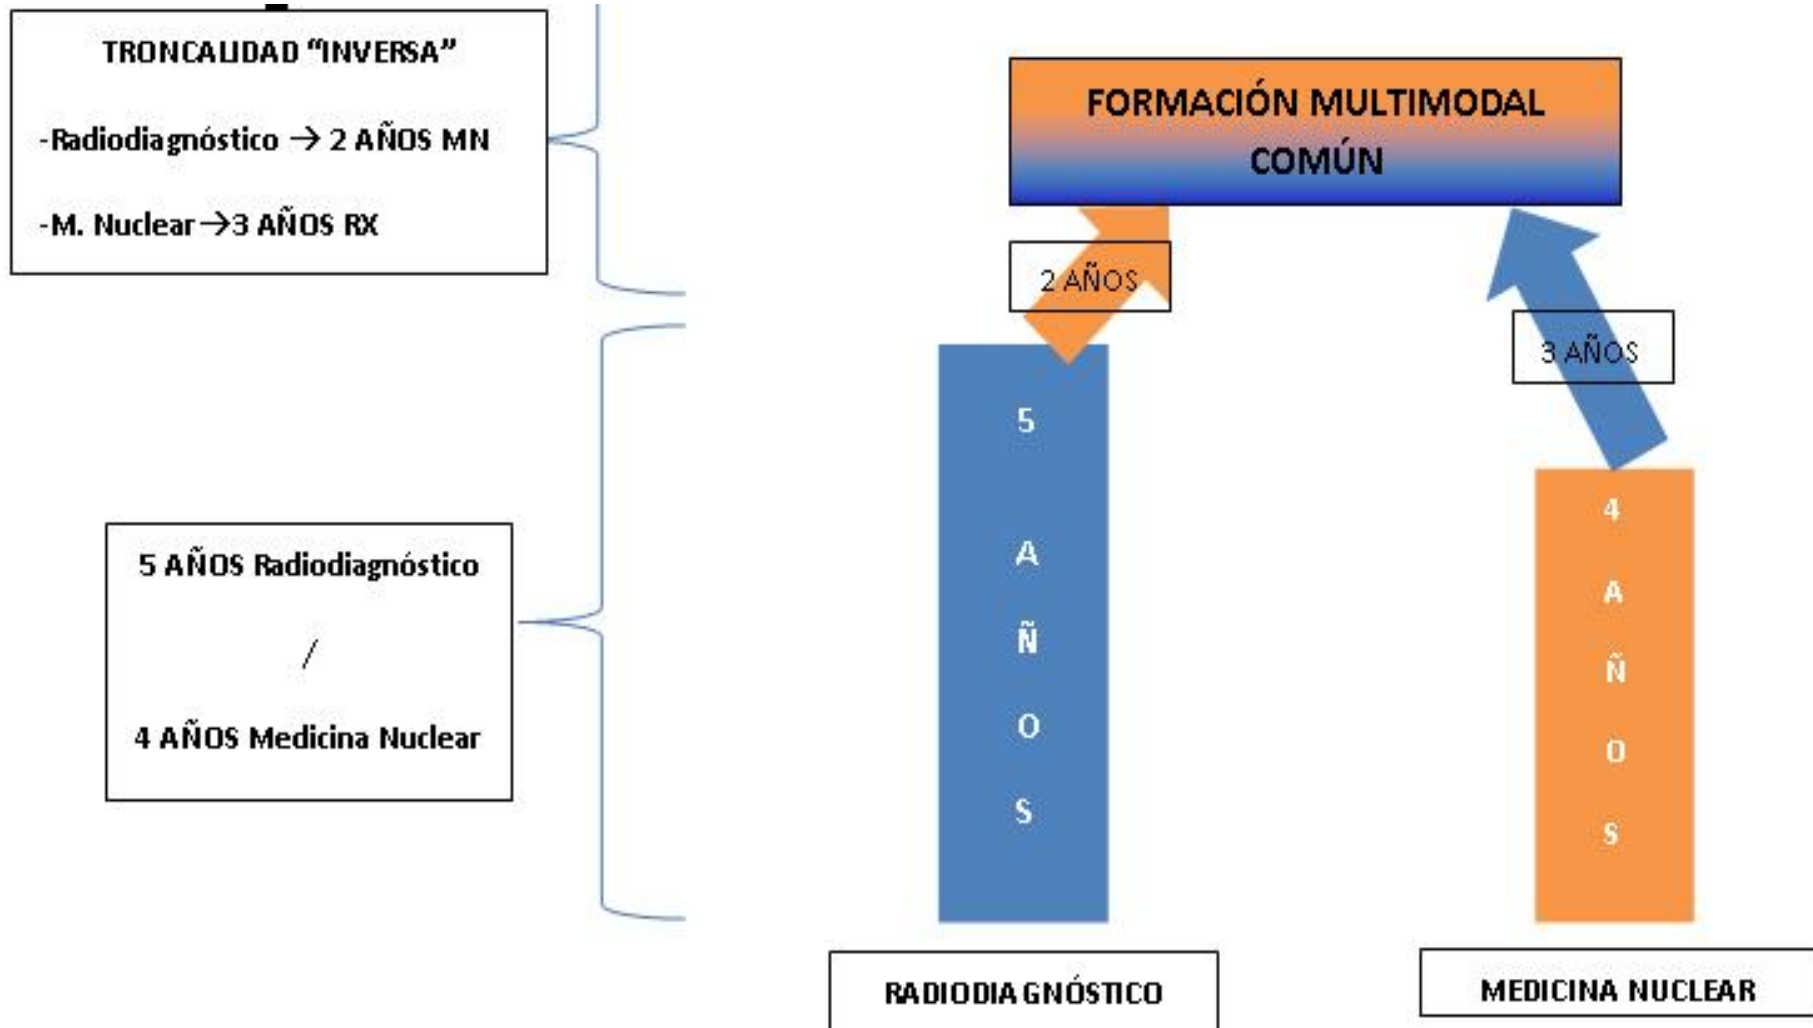 TRONCALIDAD “INVERSA”
-Radiodiagnóstico → 2 AÑOS MN
-M. Nuclear→3 AÑOS RX
FORMACIÓN MULTIMODAL
COMÚN
2 AÑOS
3 AÑOS
5 AÑOS Radiodiagnóstico
/
4 AÑOS Medicina Nuclear
5
A
Ñ
O
S
4
A
Ñ
O
S
RADIODIAGNÓSTICO
MEDICINA NUCLEAR